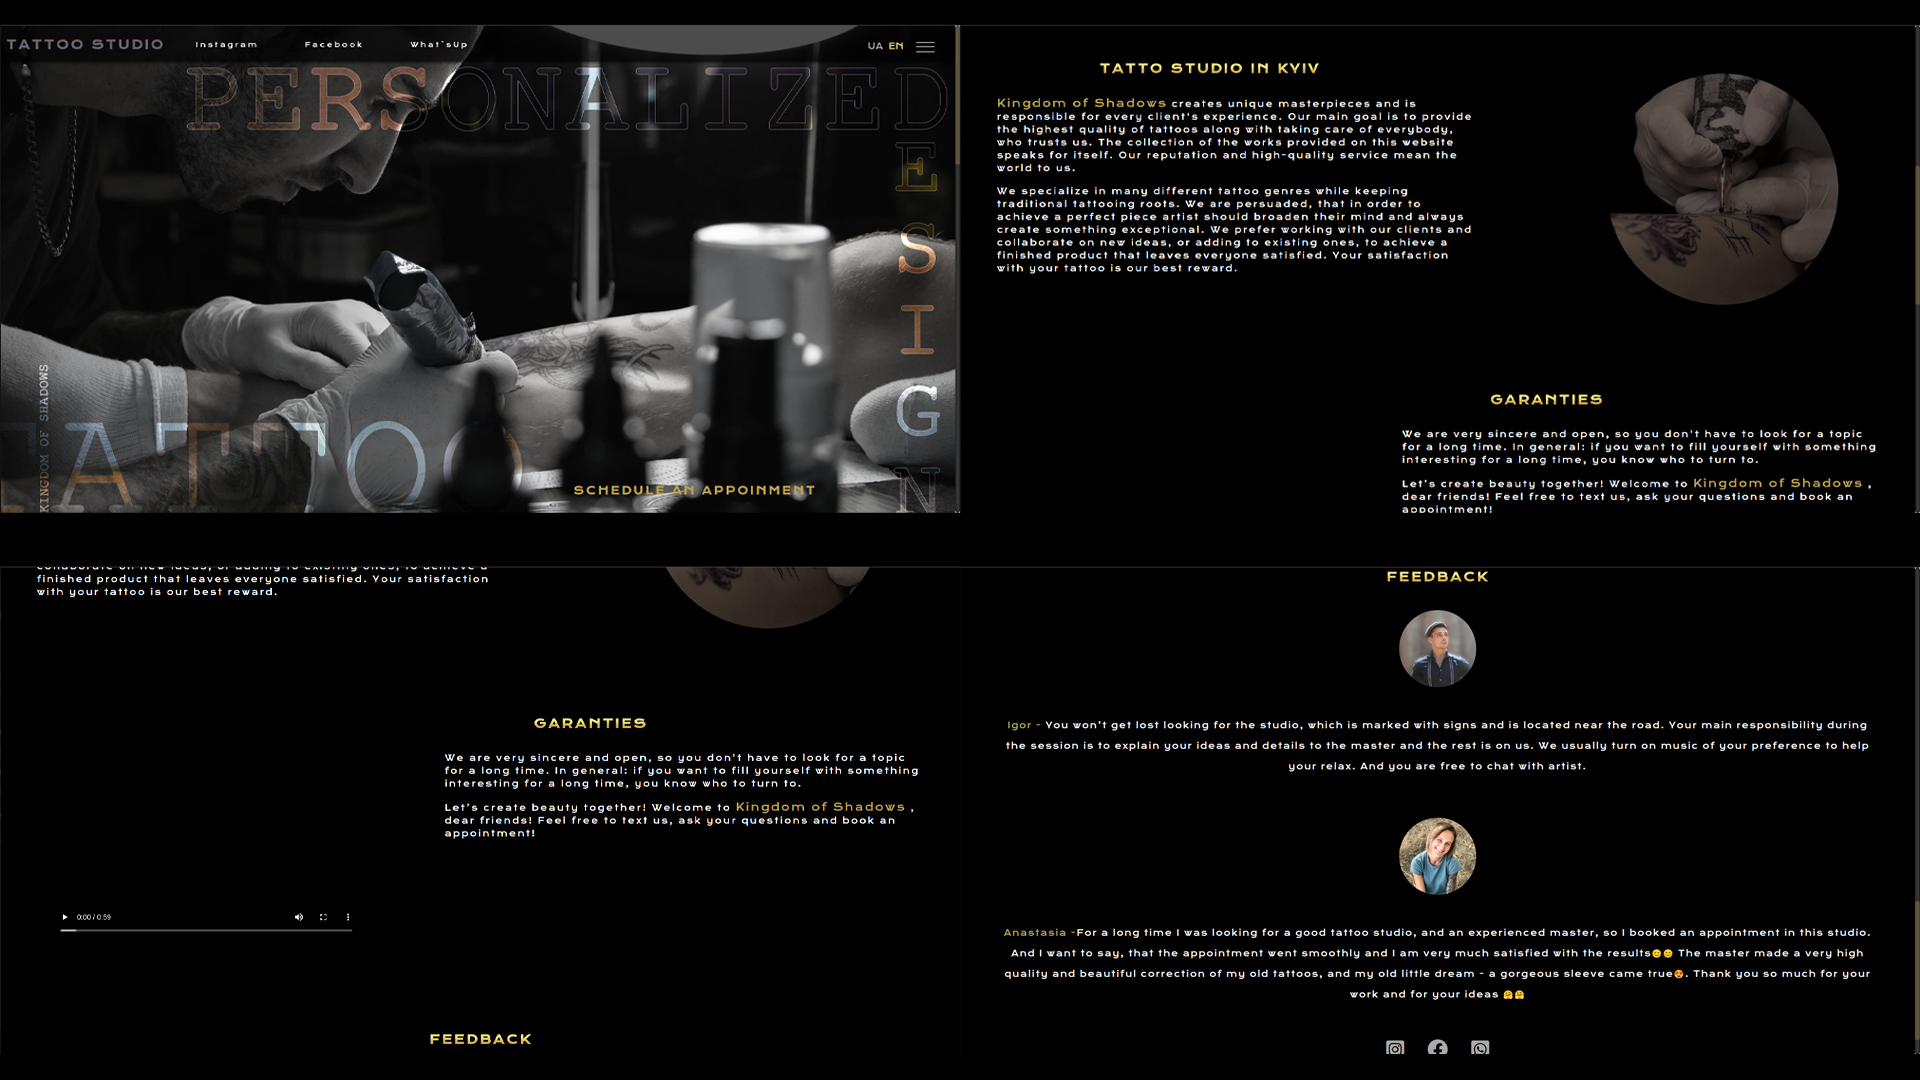 TATTOO STUDIO
Instagram
Facebook
What`sUp
UA EN
PERSONALIZED
DESIGN
TATTOO
KINGDOM OF SHADOWS
SCHEDULE AN APPOINMENT
TATTO STUDIO IN KYIV
Kingdom of Shadows creates unique masterpieces and is
responsible for every client's experience. Our main goal is to provide
the highest quality of tattoos along with taking care of everybody,
who trusts us. The collection of the works provided on this website
speaks for itself. Our reputation and high-quality service mean the
world to us.
We specialize in many different tattoo genres while keeping
traditional tattooing roots. We are persuaded, that in order to
achieve a perfect piece artist should broaden their mind and always
create something exceptional. We prefer working with our clients and
collaborate on new ideas, or adding to existing ones, to achieve a
finished product that leaves everyone satisfied. Your satisfaction
with your tattoo is our best reward.
GARANTIES
We are very sincere and open, so you don't have to look for a topic
for a long time. In general: if you want to fill yourself with something
interesting for a long time, you know who to turn to.
Let's create beauty together! Welcome to Kingdom of Shadows ,
dear friends! Feel free to text us, ask your questions and book an
appointment!
collaborate on new ideas, or adding to existing ones, to achieve a
finished product that leaves everyone satisfied. Your satisfaction
with your tattoo is our best reward.
GARANTIES
We are very sincere and open, so you don't have to look for a topic
for a long time. In general: if you want to fill yourself with something
interesting for a long time, you know who to turn to.
Let's create beauty together! Welcome to Kingdom of Shadows ,
dear friends! Feel free to text us, ask your questions and book an
appointment!
0:00 / 0:59
FEEDBACK
FEEDBACK
Igor - You won't get lost looking for the studio, which is marked with signs and is located near the road. Your main responsibility during
the session is to explain your ideas and details to the master and the rest is on us. We usually turn on music of your preference to help
your relax. And you are free to chat with artist.
Anastasia -For a long time I was looking for a good tattoo studio, and an experienced master, so I booked an appointment in this studio.
And I want to say, that the appointment went smoothly and I am very much satisfied with the results😊😊 The master made a very high
quality and beautiful correction of my old tattoos, and my old little dream - a gorgeous sleeve came true😍. Thank you so much for your
work and for your ideas 🤗🤗